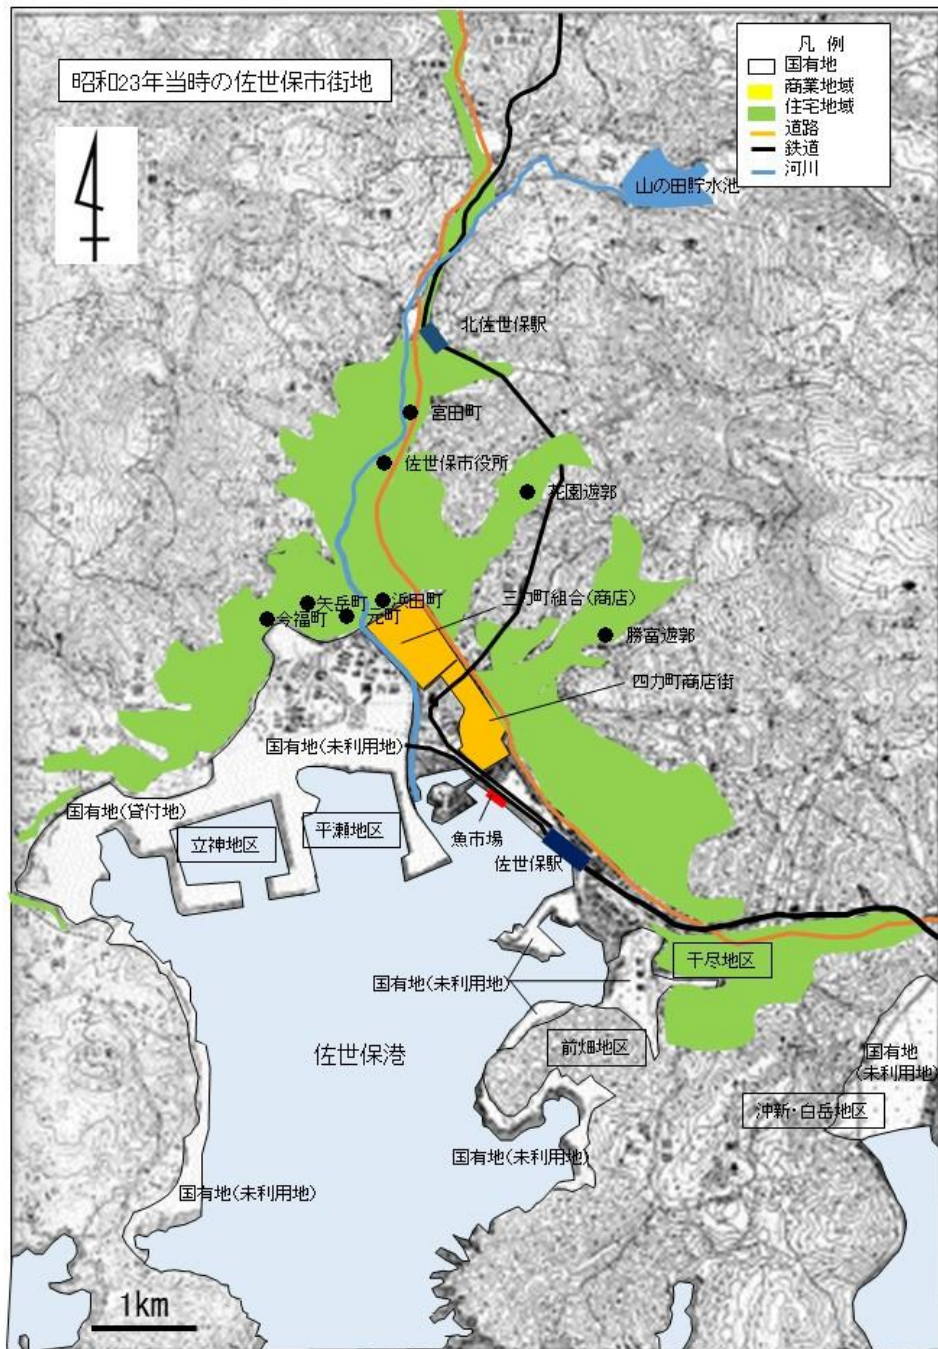 昭和23年当時の佐世保市街地
凡 例
国有地
商業地域
住宅地域
道路
鉄道
河川
山の田貯水池
北佐世保駅
宮田町
佐世保市役所
花園遊郭
三カ町組合(商店)
矢岳町
浜田町
今福町
元町
勝富遊郭
四カ町商店街
国有地(未利用地)
国有地(貸付地)
立神地区
平瀬地区
魚市場
佐世保駅
干尽地区
国有地(未利用地)
前畑地区
佐世保港
国有地
(未利用地)
沖新・白岳地区
国有地(未利用地)
国有地(未利用地)
1km